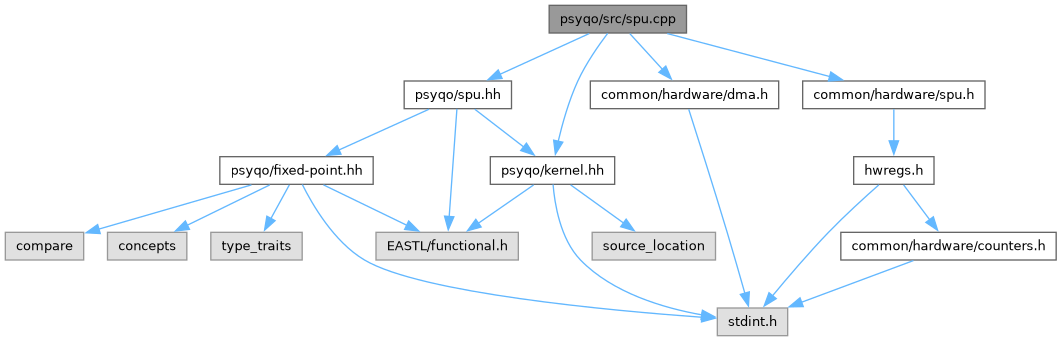 psyqo/src/spu.cpp
psyqo/spu.hh
common/hardware/dma.h
common/hardware/spu.h
psyqo/fixed-point.hh
psyqo/kernel.hh
hwregs.h
compare
concepts
type_traits
EASTL/functional.h
source_location
common/hardware/counters.h
stdint.h